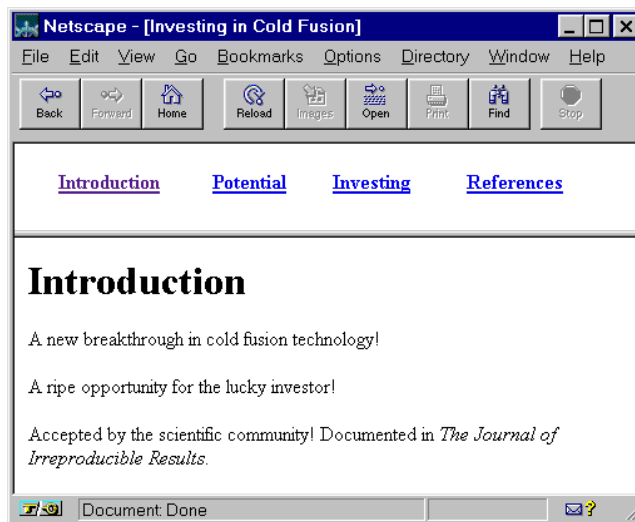 Netscape - [Investing in Cold Fusion]
File Edit View Go Bookmarks Options Directory Window Help
Back Forward Home Reload Images Open Print Find Stop
Introduction Potential Investing References
Introduction
A new breakthrough in cold fusion technology!
A ripe opportunity for the lucky investor!
Accepted by the scientific community! Documented in The Journal of
Irreproducible Results.
Document: Done